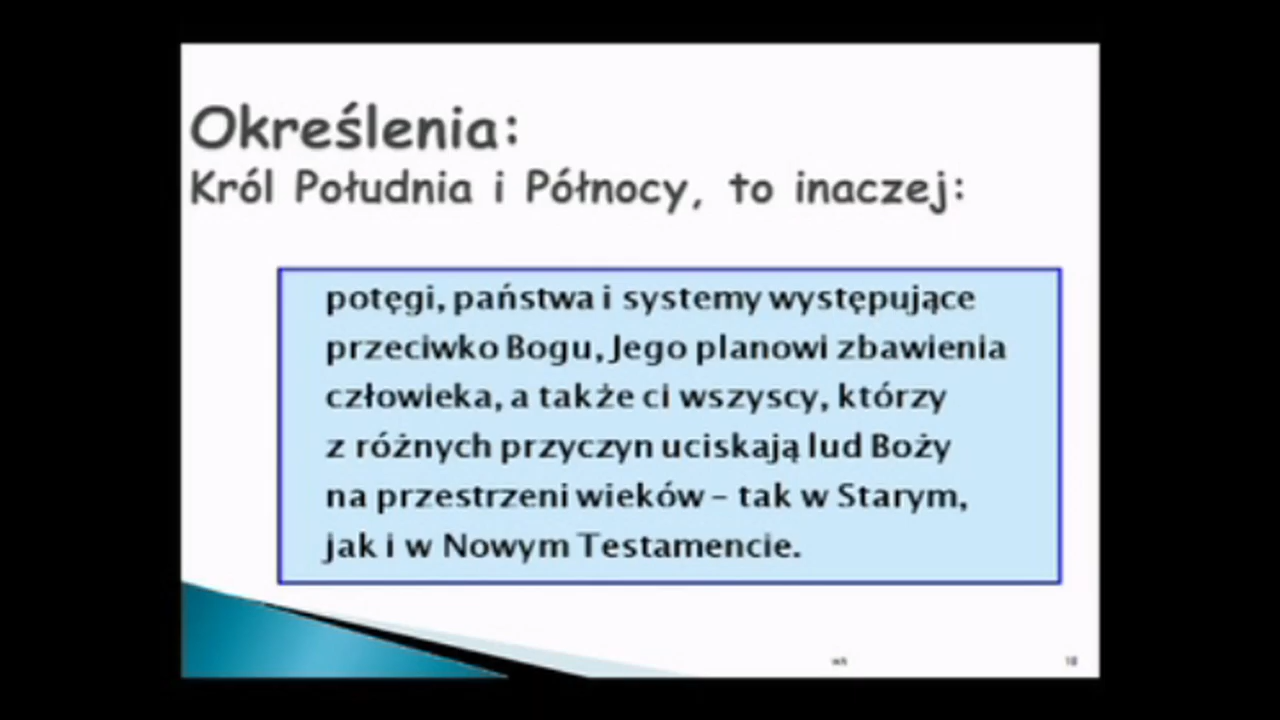 Określenia:
Król Południa i Północy, to inaczej:
potęgi, państwa i systemy występujące
przeciwko Bogu, Jego planowi zbawienia
człowieka, a także ci wszyscy, którzy
z różnych przyczyn uciskają lud Boży
na przestrzeni wieków – tak w Starym,
jak i w Nowym Testamencie.